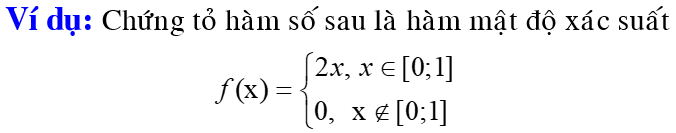 Ví dụ: Chứng tỏ hàm số sau là hàm mật độ xác suất
f(x) = {2x, x ∈ [0;1]
0, x ∉ [0;1]